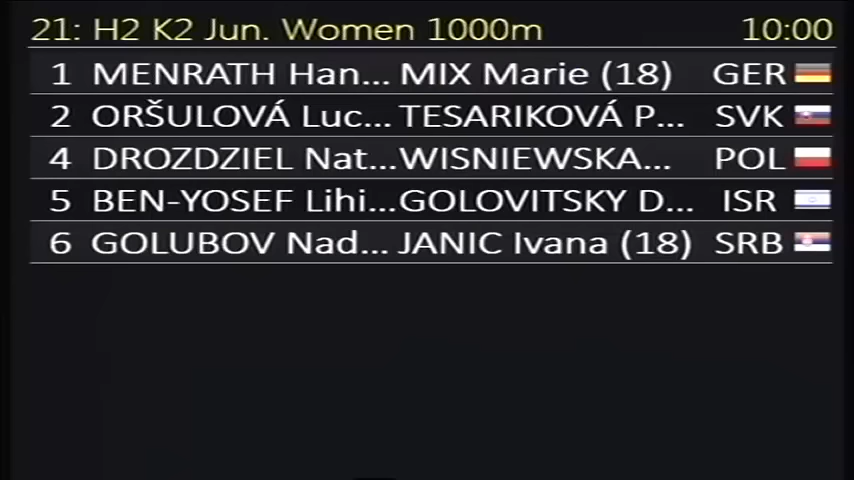 21: H2 K2 Jun. Women 1000m 10:00
1 MENRATH Han... MIX Marie (18) GER
2 ORŠULOVÁ Luc... TESARIKOVÁ P... SVK
4 DROZDZIEL Nat... WISNIEWSKA... POL
5 BEN-YOSEF Lihi... GOLOVITSKY D... ISR
6 GOLUBOV Nad... JANIC Ivana (18) SRB